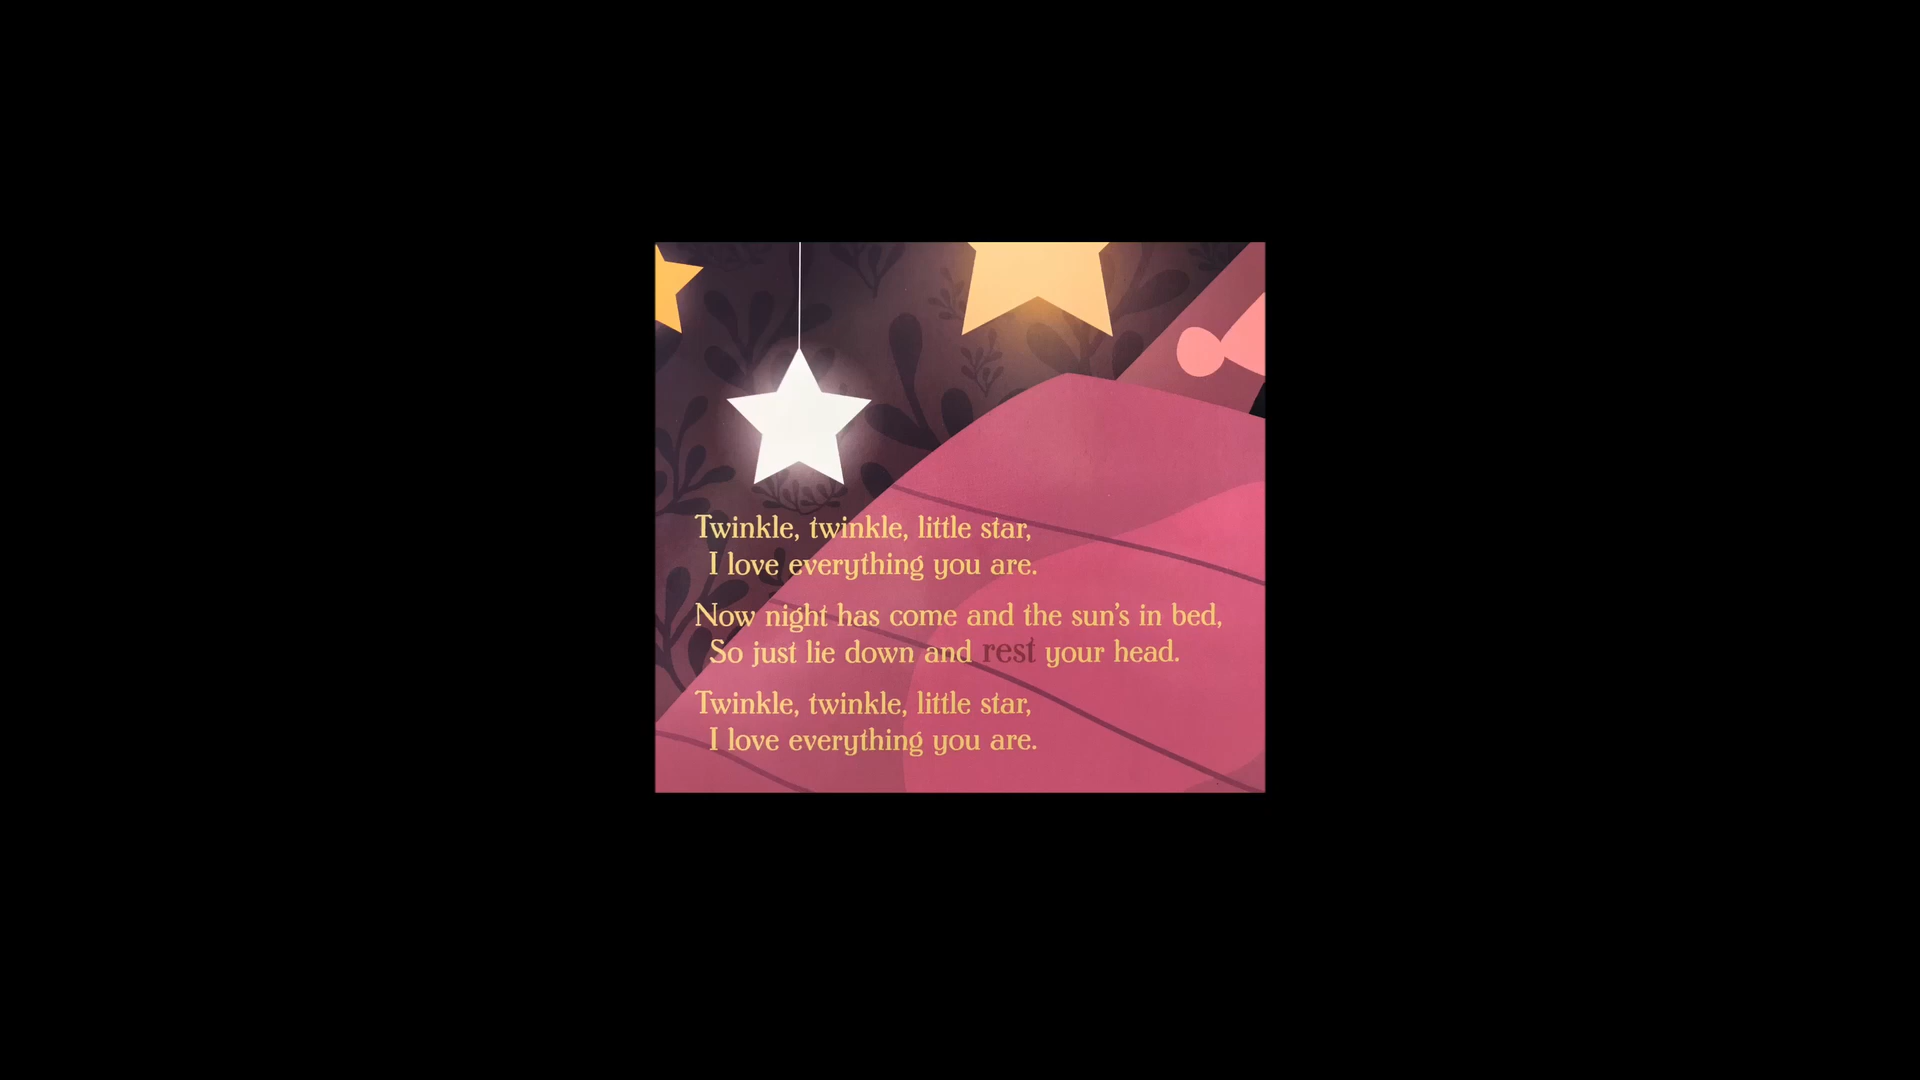 Twinkle, twinkle, little star,
I love everything you are.
Now night has come and the sun's in bed,
So just lie down and rest your head.
Twinkle, twinkle, little star,
I love everything you are.